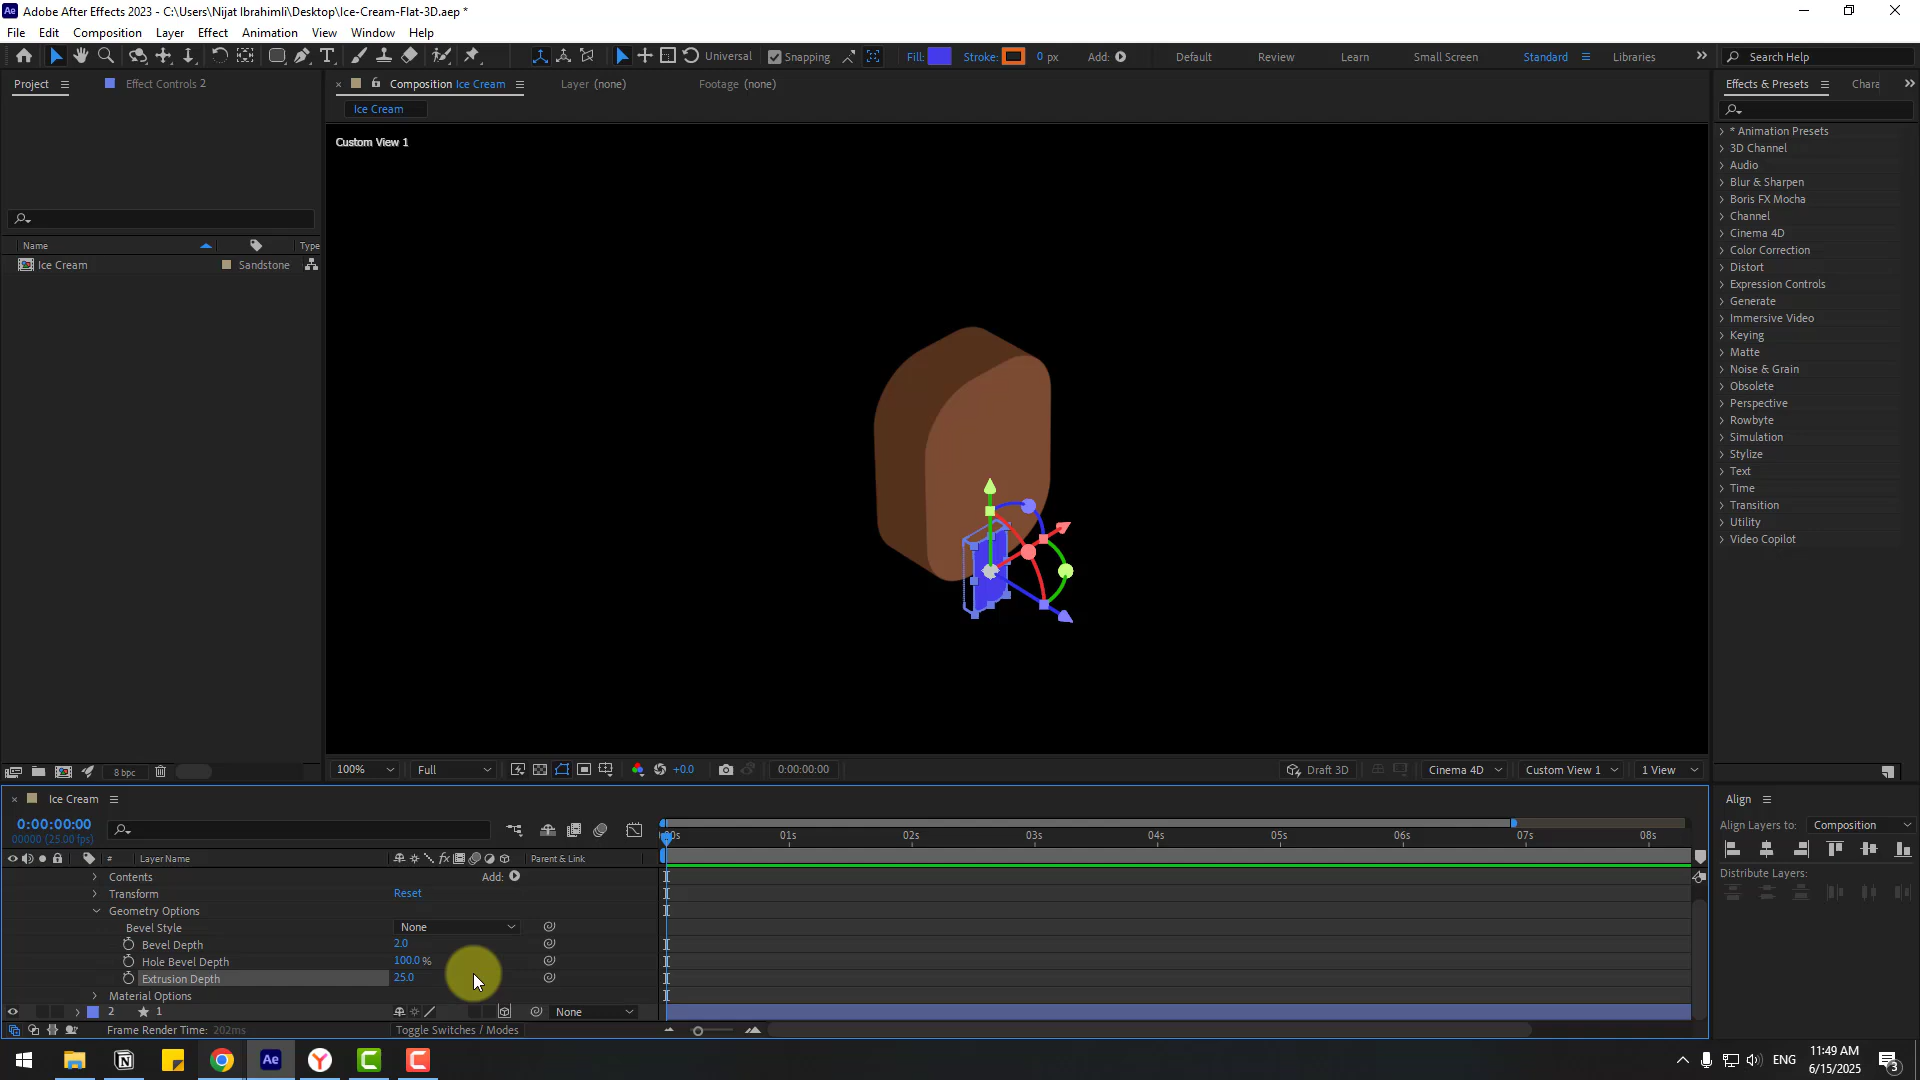 Adobe After Effects 2023 - C:\Users\Nijat Ibrahimli\Desktop\Ice-Cream-Flat-3D.aep *
File Edit Composition Layer Effect Animation View Window Help
Universal Snapping Fill: Stroke: 0 px Add: Default Review Learn Small Screen Standard Libraries Search Help
Project Effect Controls 2 Composition Ice Cream Layer (none) Footage (none) Effects & Presets Chara
Ice Cream
Custom View 1
* Animation Presets
3D Channel
Audio
Blur & Sharpen
Boris FX Mocha
Channel
Cinema 4D
Color Correction
Distort
Expression Controls
Generate
Immersive Video
Keying
Matte
Noise & Grain
Obsolete
Perspective
Rowbyte
Simulation
Stylize
Text
Time
Transition
Utility
Video Copilot
Name Type
Ice Cream Sandstone
8 bpc
100% Full +0.0 0:00:00:00 Draft 3D Cinema 4D Custom View 1 1 View
Ice Cream
0:00:00:00
00000 (25.00 fps)
00s 01s 02s 03s 04s 05s 06s 07s 08s
# Layer Name fx Parent & Link
Contents Add:
Transform Reset
Geometry Options
Bevel Style None
Bevel Depth 2.0
Hole Bevel Depth 100.0 %
Extrusion Depth 25.0
Material Options
2 1 None
Frame Render Time: 202ms Toggle Switches / Modes
Align
Align Layers to: Composition
Distribute Layers:
Ae
ENG
11:49 AM
6/15/2025
3